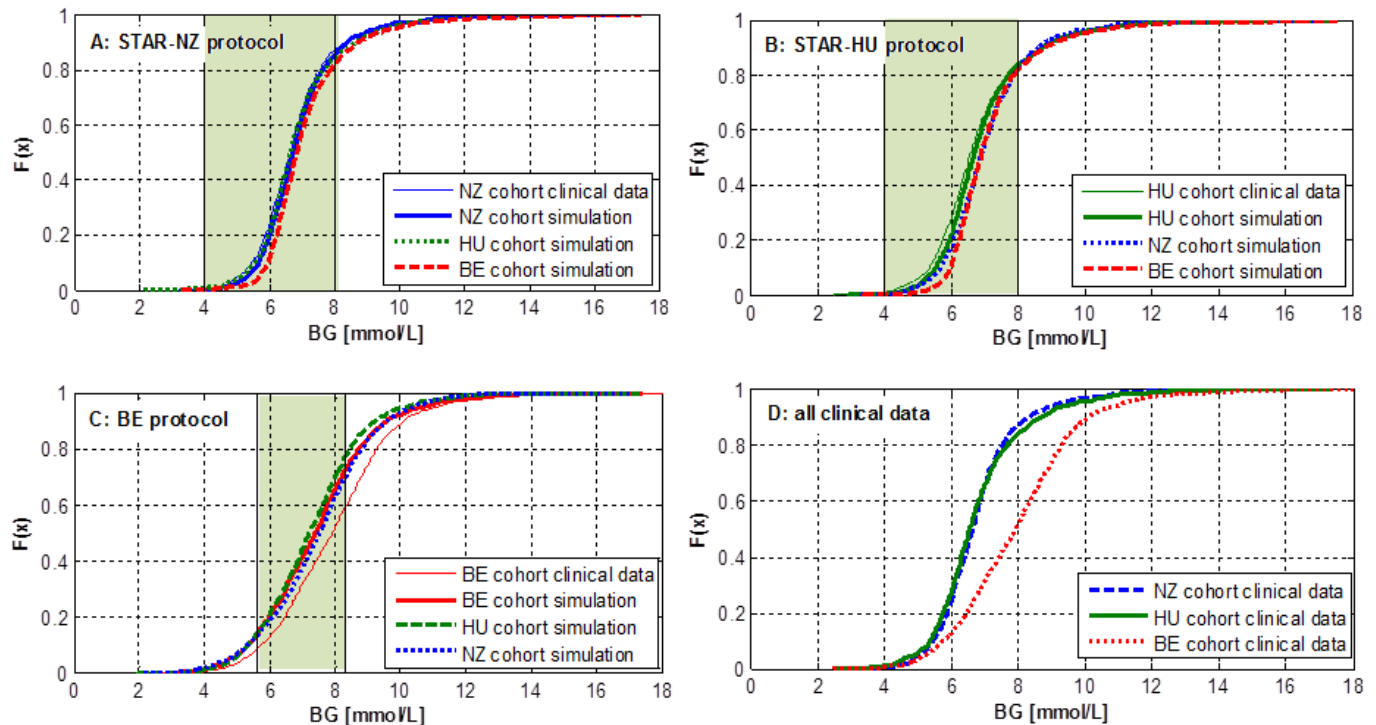 A: STAR-NZ protocol
1
0.8
0.6
0.4
0.2
0
F(x)
NZ cohort clinical data
NZ cohort simulation
HU cohort simulation
BE cohort simulation
0 2 4 6 8 10 12 14 16 18
BG [mmol/L]
B: STAR-HU protocol
1
0.8
0.6
0.4
0.2
0
F(x)
HU cohort clinical data
HU cohort simulation
NZ cohort simulation
BE cohort simulation
0 2 4 6 8 10 12 14 16 18
BG [mmol/L]
C: BE protocol
1
0.8
0.6
0.4
0.2
0
F(x)
BE cohort clinical data
BE cohort simulation
HU cohort simulation
NZ cohort simulation
0 2 4 6 8 10 12 14 16 18
BG [mmol/L]
D: all clinical data
1
0.8
0.6
0.4
0.2
0
F(x)
NZ cohort clinical data
HU cohort clinical data
BE cohort clinical data
0 2 4 6 8 10 12 14 16 18
BG [mmol/L]